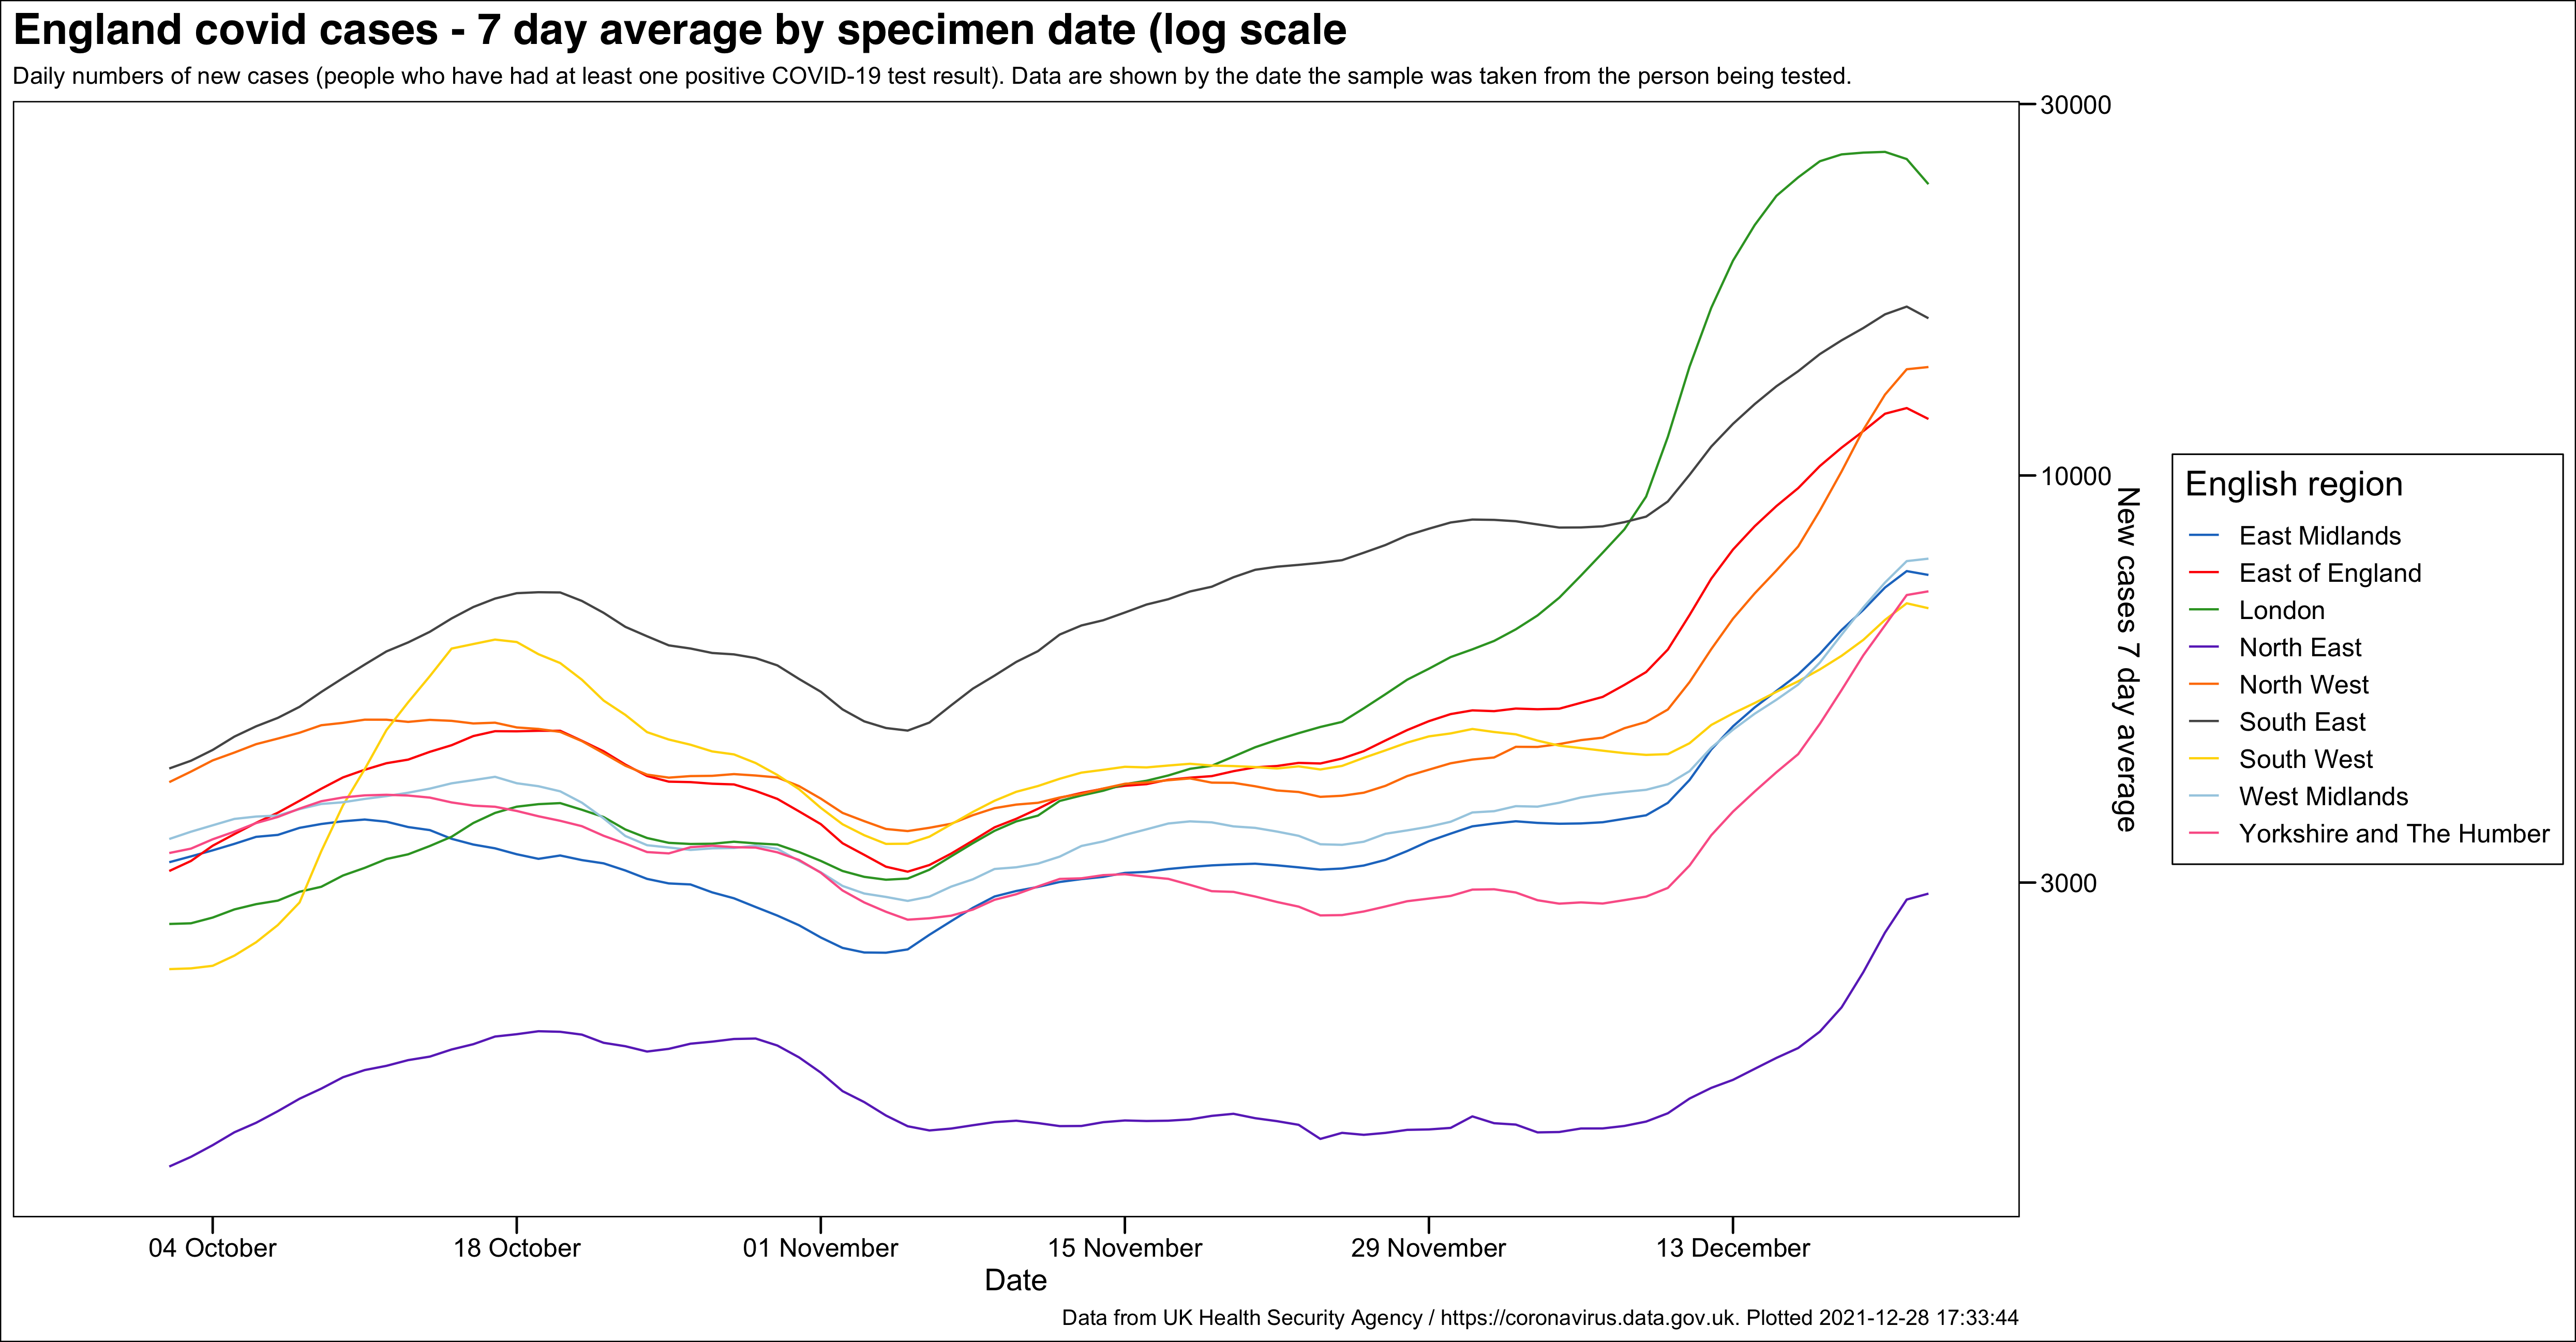 England covid cases - 7 day average by specimen date (log scale
Daily numbers of new cases (people who have had at least one positive COVID-19 test result). Data are shown by the date the sample was taken from the person being tested.
30000
10000
3000
New cases 7 day average
English region
East Midlands
East of England
London
North East
North West
South East
South West
West Midlands
Yorkshire and The Humber
04 October
18 October
01 November
15 November
29 November
13 December
Date
Data from UK Health Security Agency / https://coronavirus.data.gov.uk. Plotted 2021-12-28 17:33:44